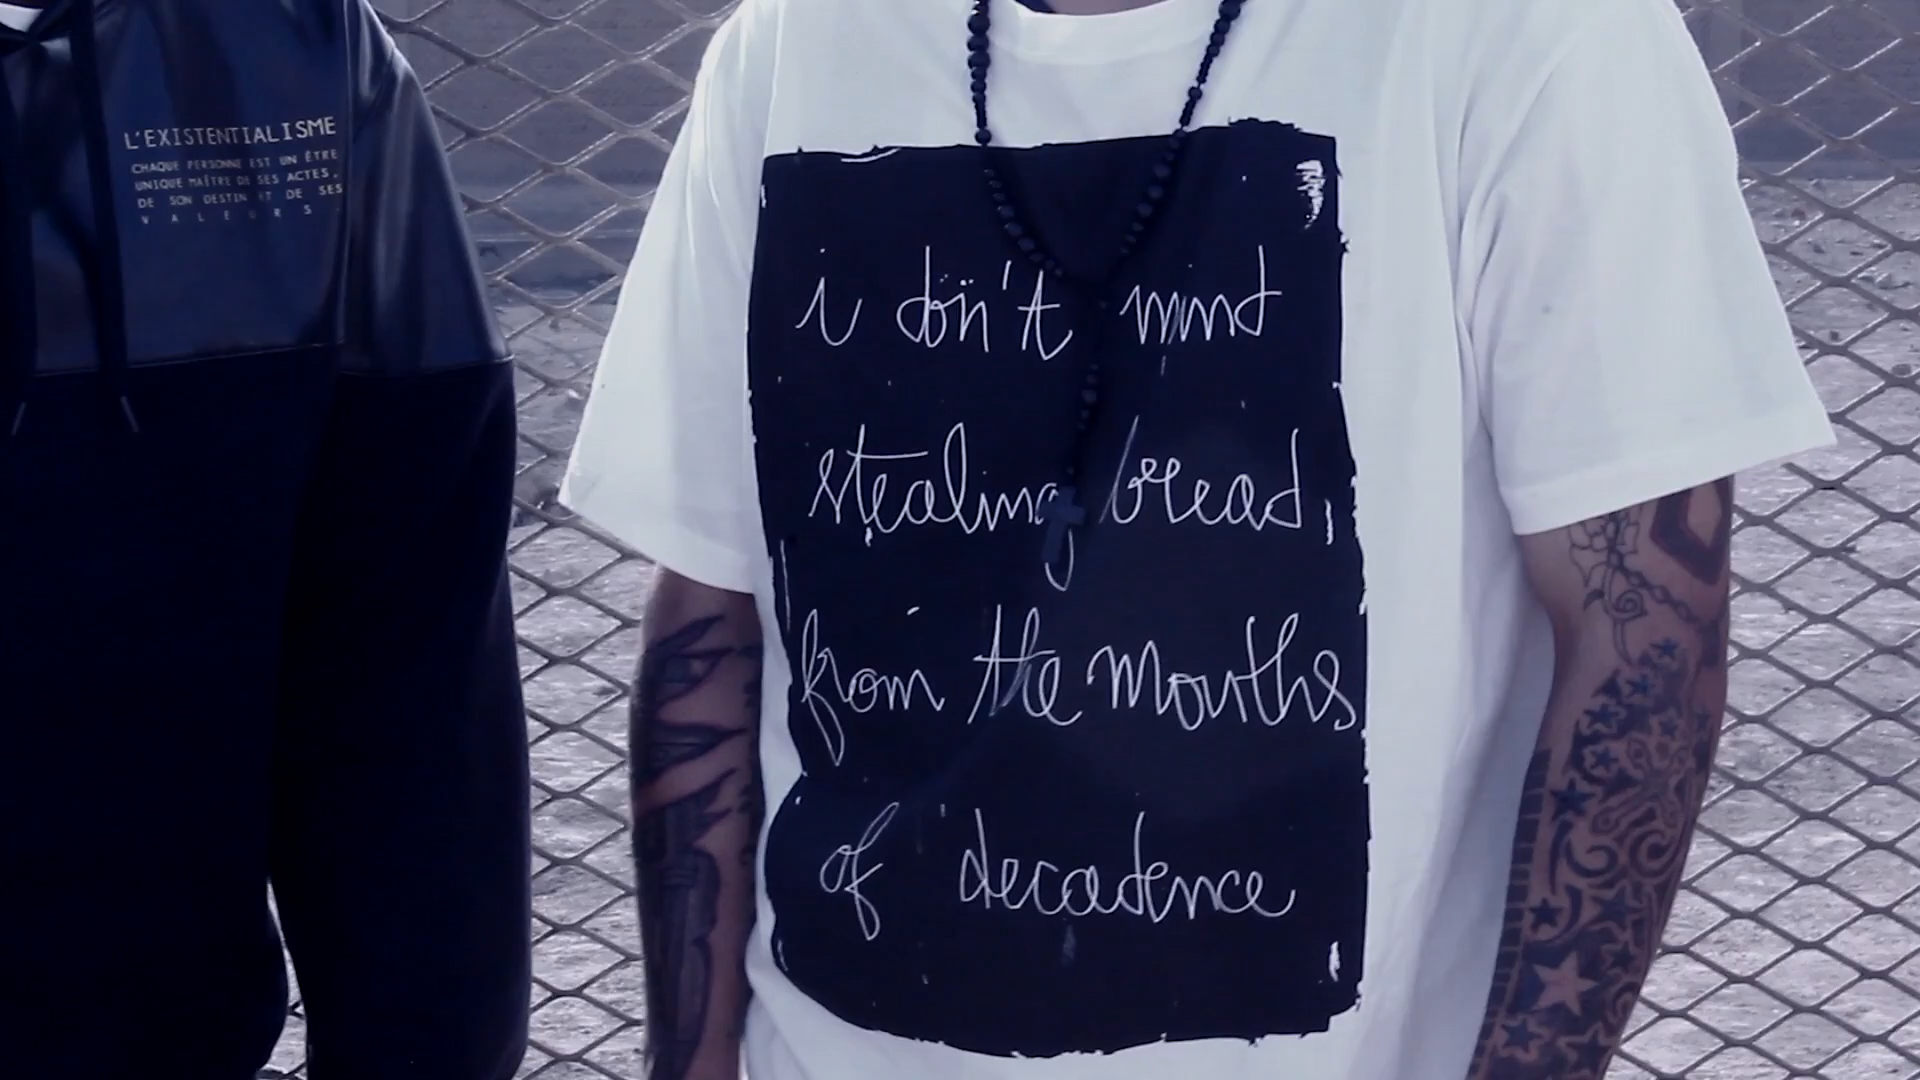 L'EXISTENTIALISME
CHAQUE PERSONNE EST UN ÊTRE
UNIQUE MAÎTRE DE SES ACTES,
DE SON DESTIN ET DE SES
VALEURS
i don't mind
stealing bread
from the mouths
of decadence